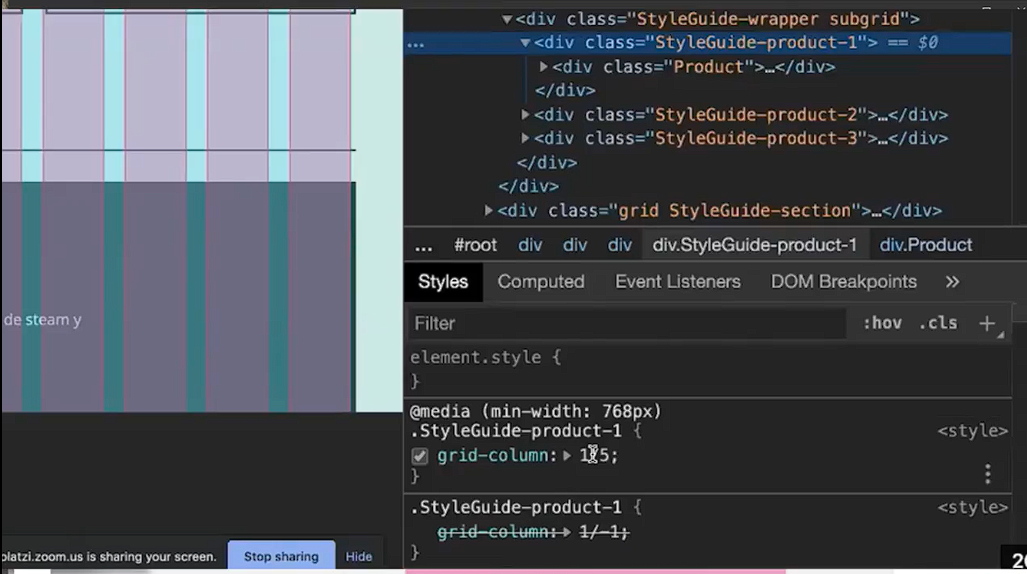 ▼<div class="StyleGuide-wrapper subgrid">
… ▼<div class="StyleGuide-product-1"> == $0
▶<div class="Product">…</div>
</div>
▶<div class="StyleGuide-product-2">…</div>
▶<div class="StyleGuide-product-3">…</div>
</div>
</div>
▶<div class="grid StyleGuide-section">…</div>
… #root div div div div.StyleGuide-product-1 div.Product
Styles Computed Event Listeners DOM Breakpoints »
Filter :hov .cls +
de steam y
element.style {
}
@media (min-width: 768px)
.StyleGuide-product-1 { <style>
grid-column: ▶ 1/5;
}
.StyleGuide-product-1 { <style>
grid-column: ▶ 1/-1;
}
platzi.zoom.us is sharing your screen. Stop sharing Hide